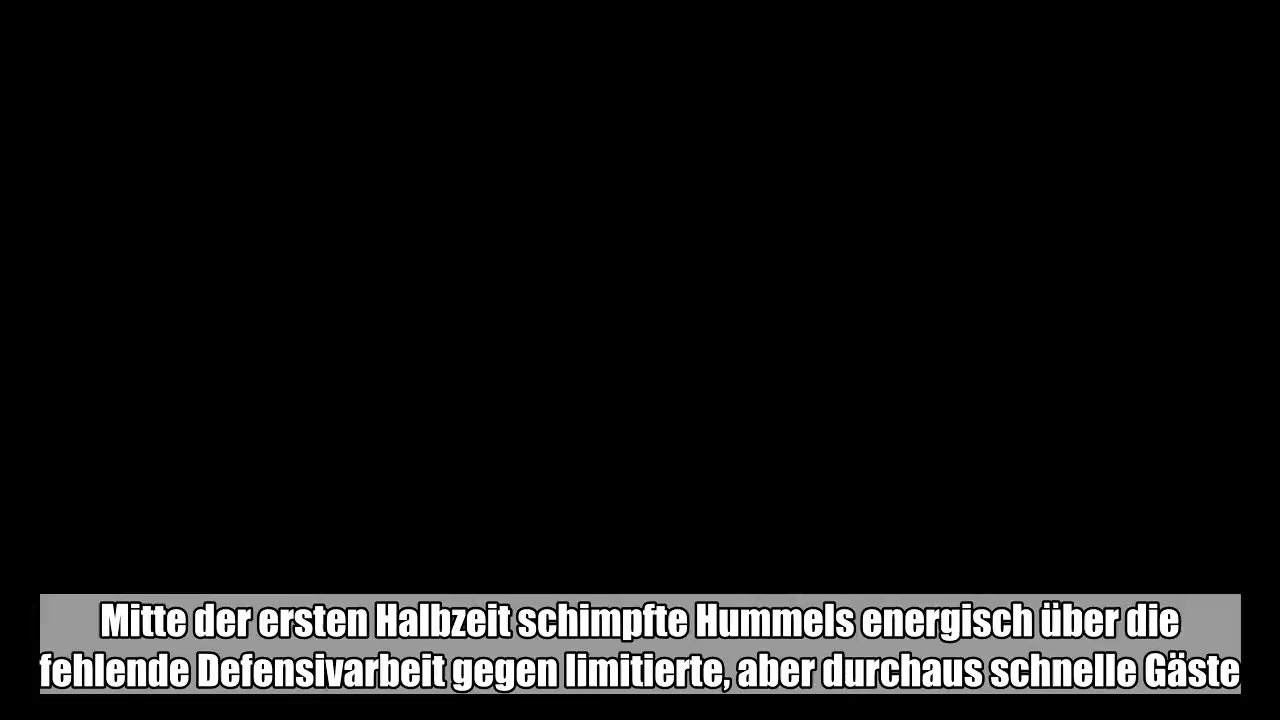 Mitte der ersten Halbzeit schimpfte Hummels energisch über die
fehlende Defensivarbeit gegen limitierte, aber durchaus schnelle Gäste